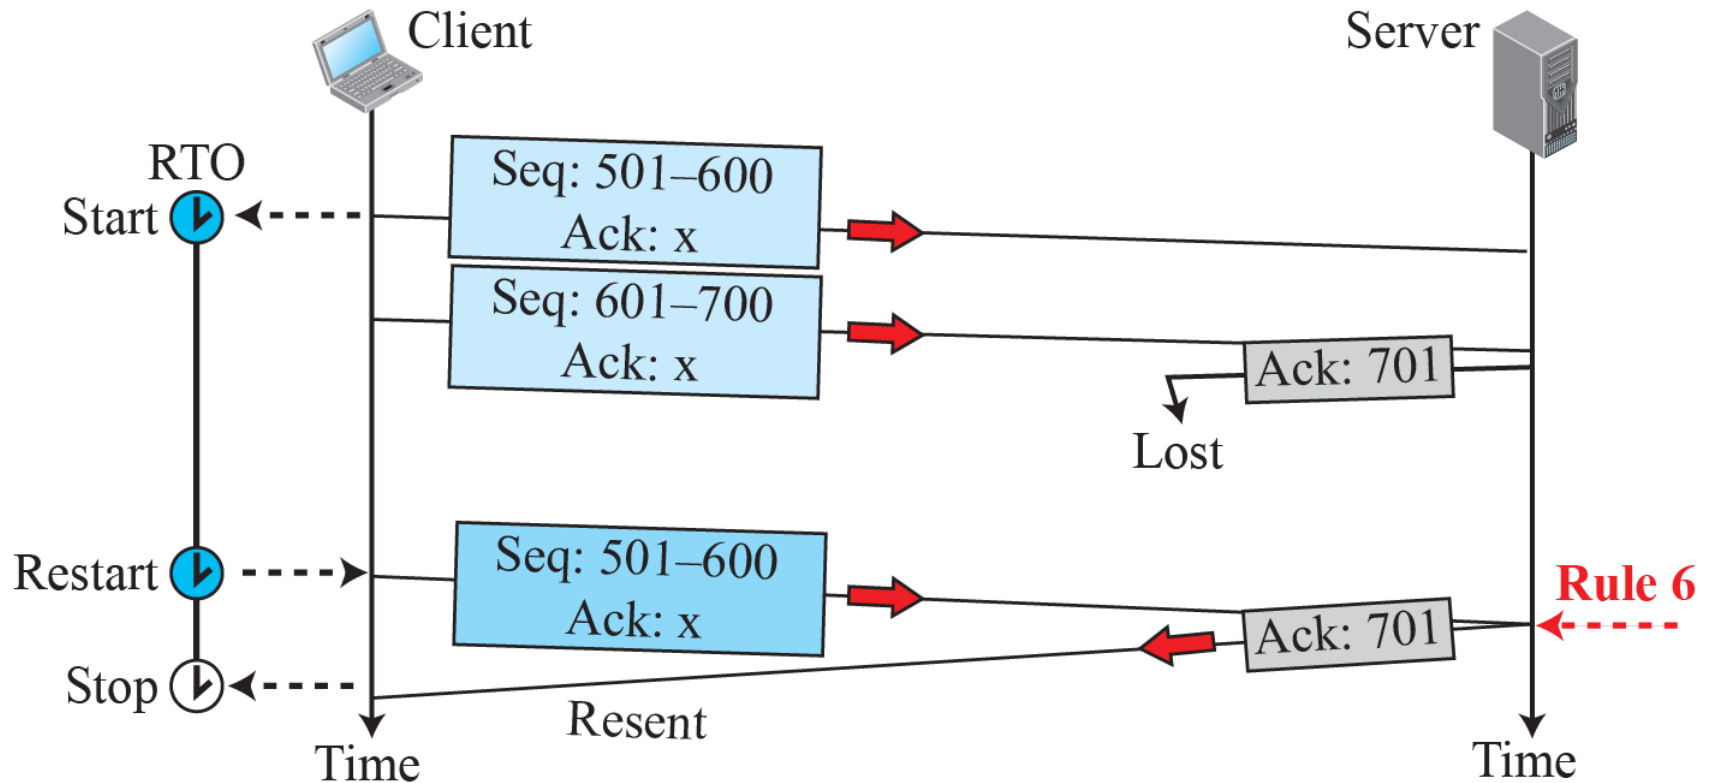 Client
Server
RTO
Start
Seq: 501–600
Ack: x
Seq: 601–700
Ack: x
Ack: 701
Lost
Restart
Seq: 501–600
Ack: x
Rule 6
Ack: 701
Stop
Resent
Time
Time